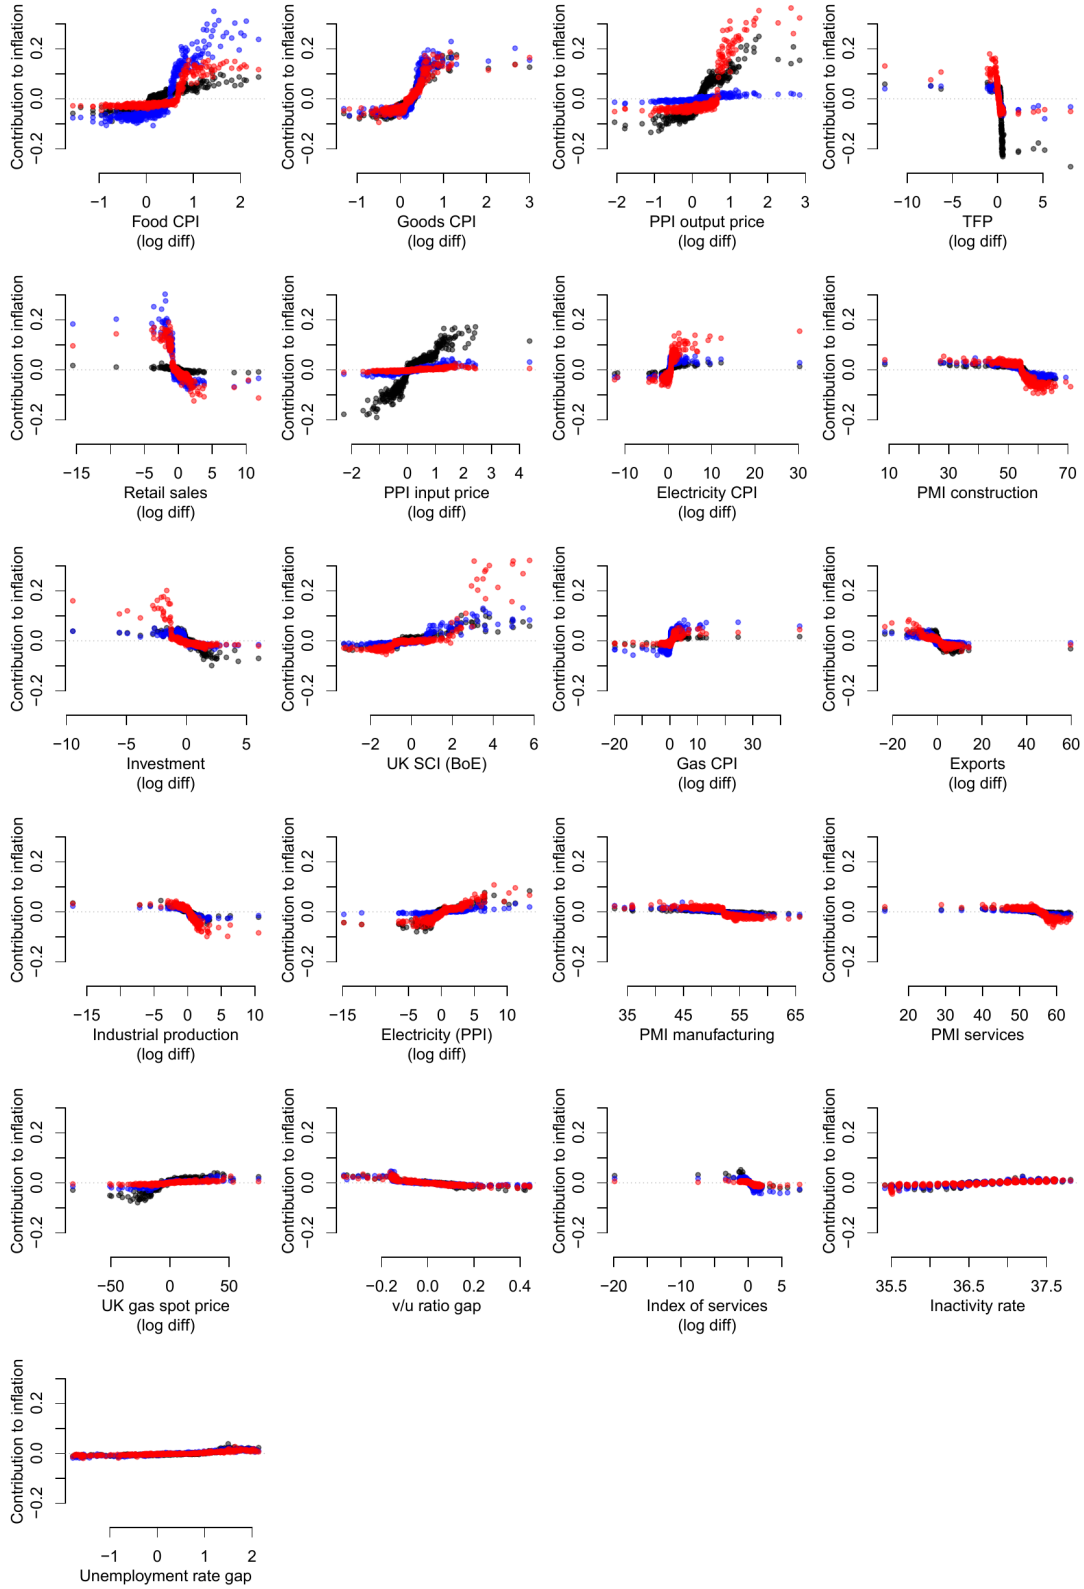 Contribution to inflation
−0.2 0.0 0.2
−1 0 1 2
Food CPI
(log diff)
Contribution to inflation
−0.2 0.0 0.2
−1 0 1 2 3
Goods CPI
(log diff)
Contribution to inflation
−0.2 0.0 0.2
−2 −1 0 1 2 3
PPI output price
(log diff)
Contribution to inflation
−0.2 0.0 0.2
−10 −5 0 5
TFP
(log diff)
Contribution to inflation
−0.2 0.0 0.2
−15 −5 0 5 10
Retail sales
(log diff)
Contribution to inflation
−0.2 0.0 0.2
−2 0 2 4
PPI input price
(log diff)
Contribution to inflation
−0.2 0.0 0.2
−10 0 10 20 30
Electricity CPI
(log diff)
Contribution to inflation
−0.2 0.0 0.2
10 30 50 70
PMI construction
Contribution to inflation
−0.2 0.0 0.2
−10 −5 0 5
Investment
(log diff)
Contribution to inflation
−0.2 0.0 0.2
−2 0 2 4 6
UK SCI (BoE)
Contribution to inflation
−0.2 0.0 0.2
−20 0 10 30
Gas CPI
(log diff)
Contribution to inflation
−0.2 0.0 0.2
−20 0 20 40 60
Exports
(log diff)
Contribution to inflation
−0.2 0.0 0.2
−15 −5 0 5 10
Industrial production
(log diff)
Contribution to inflation
−0.2 0.0 0.2
−15 −5 0 5 10
Electricity (PPI)
(log diff)
Contribution to inflation
−0.2 0.0 0.2
35 45 55 65
PMI manufacturing
Contribution to inflation
−0.2 0.0 0.2
20 30 40 50 60
PMI services
Contribution to inflation
−0.2 0.0 0.2
−50 0 50
UK gas spot price
(log diff)
Contribution to inflation
−0.2 0.0 0.2
−0.2 0.0 0.2 0.4
v/u ratio gap
Contribution to inflation
−0.2 0.0 0.2
−20 −10 0 5
Index of services
(log diff)
Contribution to inflation
−0.2 0.0 0.2
35.5 36.5 37.5
Inactivity rate
Contribution to inflation
−0.2 0.0 0.2
−1 0 1 2
Unemployment rate gap